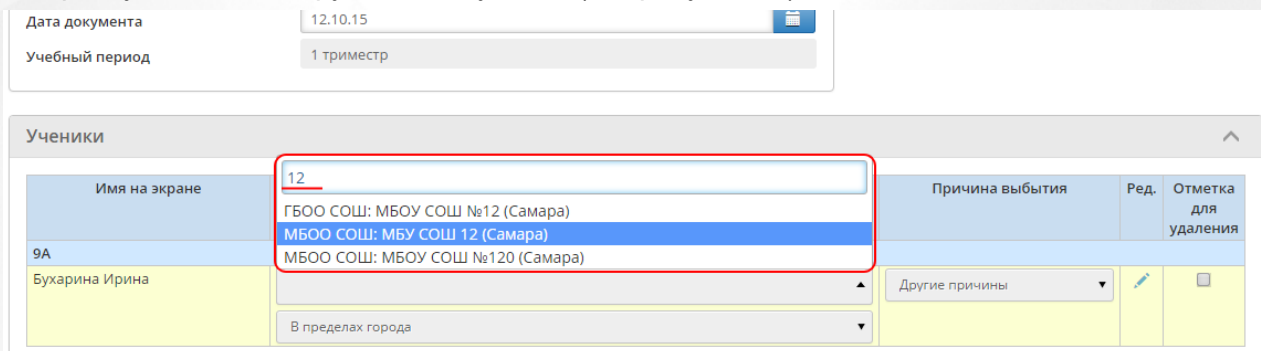 Дата документа
12.10.15
Учебный период
1 триместр
Ученики
Имя на экране
12
Причина выбытия
Ред.
Отметка для удаления
ГБОО СОШ: МБОУ СОШ №12 (Самара)
МБОО СОШ: МБУ СОШ 12 (Самара)
МБОО СОШ: МБОУ СОШ №120 (Самара)
9А
Бухарина Ирина
Другие причины
В пределах города